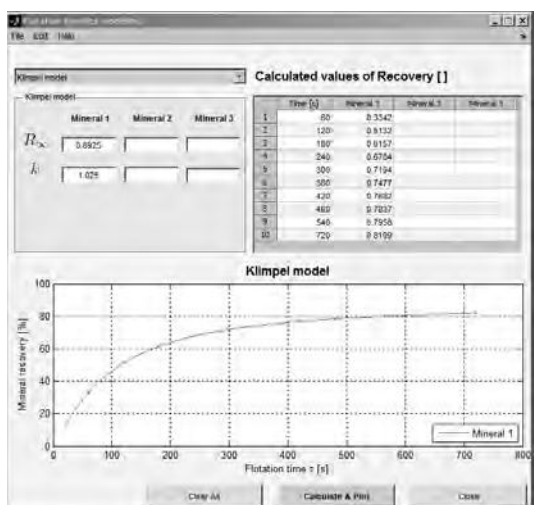 File Edit Help
Klimpel model
Calculated values of Recovery [ ]
Klimpel model
Mineral 1 Mineral 2 Mineral 3
R∞ 0.8925
k 1.025
Time [s] Mineral 1 Mineral 2
1 60 0.3342
2 120 0.5132
3 180 0.6157
4 240 0.6784
5 300 0.7194
6 0.7477
7 420 0.7682
8 480 0.7837
9 540 0.7958
10 720 0.8189
Klimpel model
Mineral recovery [%]
100
80
60
40
20
0
0 100 200 300 400 500 600 700 800
Mineral 1
Flotation time τ [s]
Clear All Calculate & Plot Close